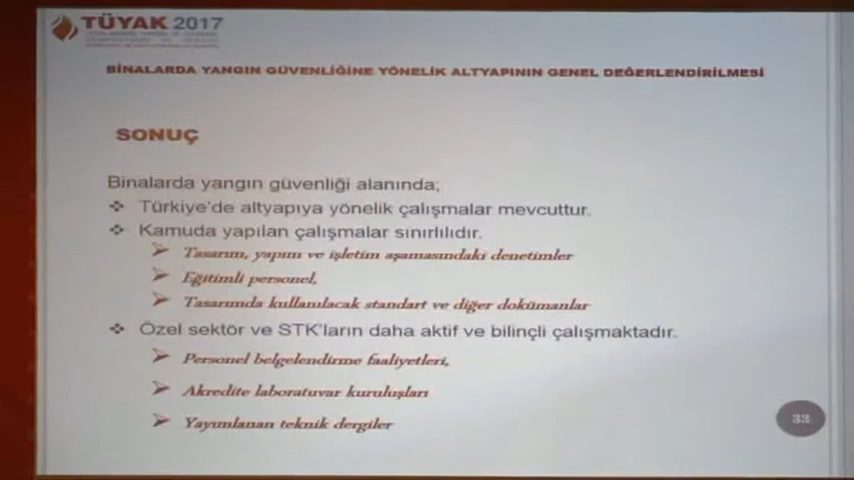 TÜYAK 2017
BİNALARDA YANGIN GÜVENLİĞİNE YÖNELİK ALTYAPININ GENEL DEĞERLENDİRİLMESİ
SONUÇ
Binalarda yangın güvenliği alanında;
Türkiye'de altyapıya yönelik çalışmalar mevcuttur.
Kamuda yapılan çalışmalar sınırlılıdır.
Tasarım, yapım ve işletim aşamasındaki denetimler
Eğitimli personel,
Tasarımda kullanılacak standart ve diğer dokümanlar
Özel sektör ve STK'ların daha aktif ve bilinçli çalışmaktadır.
Personel belgelendirme faaliyetleri,
Akredite laboratuvar kuruluşları
Yayımlanan teknik dergiler
33